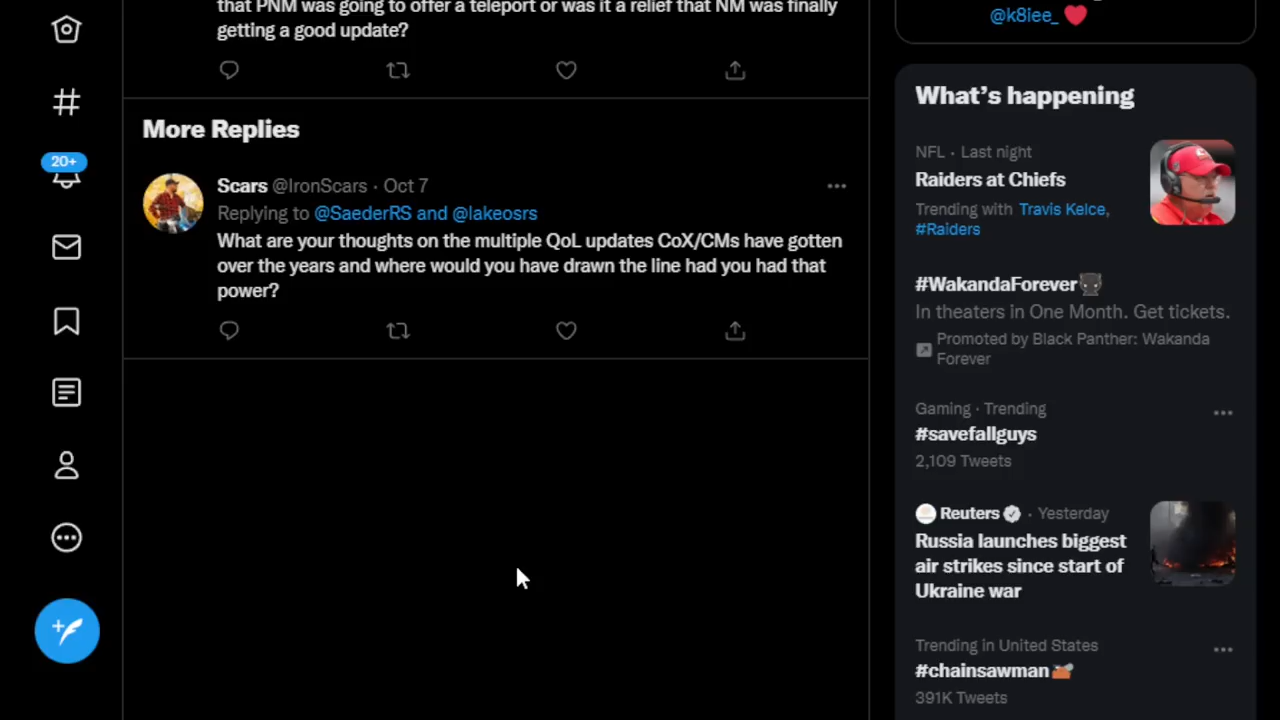 that PNM was going to offer a teleport or was it a relief that NM was finally
getting a good update?
More Replies
Scars @IronScars · Oct 7
Replying to @SaederRS and @lakeosrs
What are your thoughts on the multiple QoL updates CoX/CMs have gotten
over the years and where would you have drawn the line had you had that
power?
20+
@k8iee_
What's happening
NFL · Last night
Raiders at Chiefs
Trending with Travis Kelce,
#Raiders
#WakandaForever
In theaters in One Month. Get tickets.
Promoted by Black Panther: Wakanda
Forever
Gaming · Trending
#savefallguys
2,109 Tweets
Reuters · Yesterday
Russia launches biggest
air strikes since start of
Ukraine war
Trending in United States
#chainsawman
391K Tweets